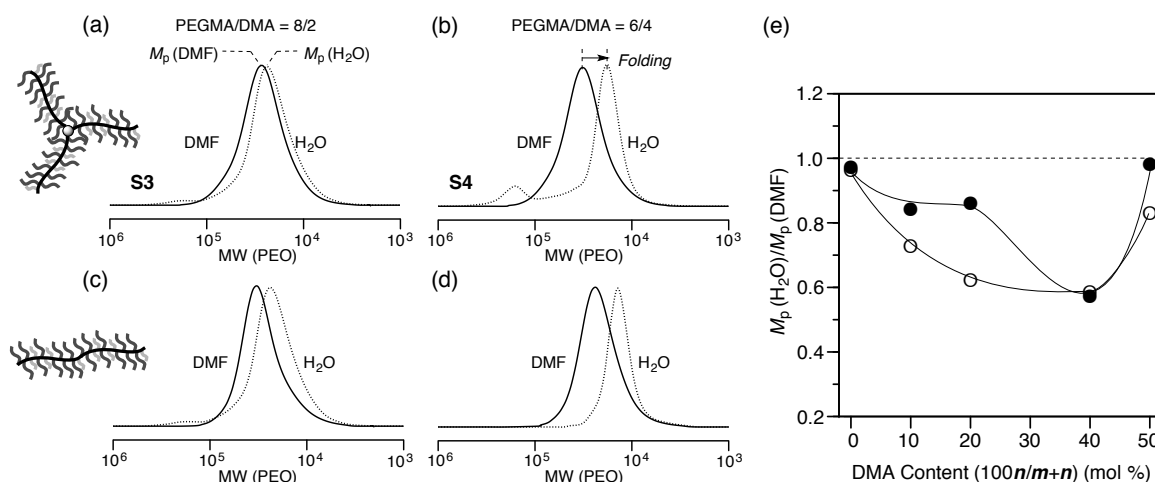 (a)
PEGMA/DMA = 8/2
Mp (DMF)
Mp (H2O)
DMF
H2O
S3
10^6
10^5
10^4
10^3
MW (PEO)
(b)
PEGMA/DMA = 6/4
Folding
DMF
H2O
S4
10^6
10^5
10^4
10^3
MW (PEO)
(c)
DMF
H2O
10^6
10^5
10^4
10^3
MW (PEO)
(d)
DMF
H2O
10^6
10^5
10^4
10^3
MW (PEO)
(e)
Mp (H2O)/Mp (DMF)
1.2
1.0
0.8
0.6
0.4
0.2
0
10
20
30
40
50
DMA Content (100n/m+n) (mol %)